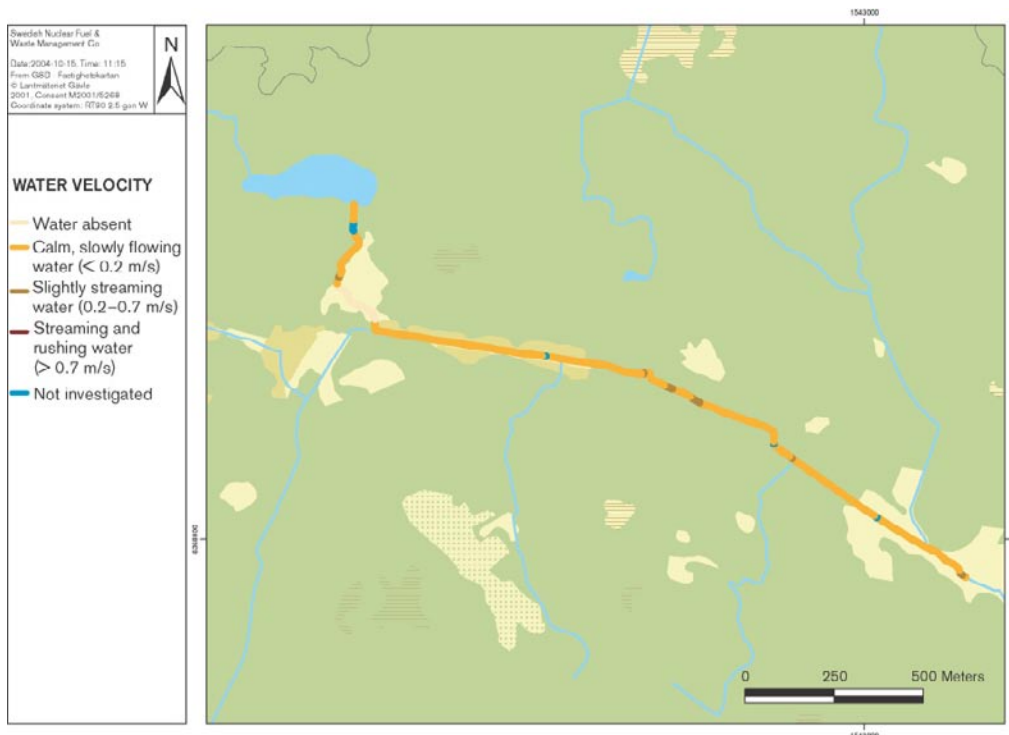 Swedish Nuclear Fuel &
Waste Management Co
Date:2004-10-15, Time: 11:15
From GSD - Fastighetskartan
© Lantmäteriet Gävle
2001, Consent M2001/5268
Coordinate system: RT90 2.5 gon W
N
WATER VELOCITY
Water absent
Calm, slowly flowing
water (< 0.2 m/s)
Slightly streaming
water (0.2–0.7 m/s)
Streaming and
rushing water
(> 0.7 m/s)
Not investigated
1543000
0 250 500 Meters